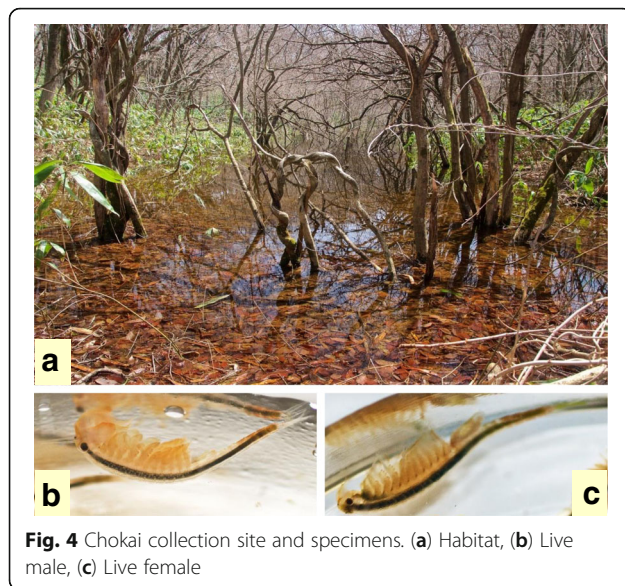 a
b
c
Fig. 4 Chokai collection site and specimens. (a) Habitat, (b) Live
male, (c) Live female